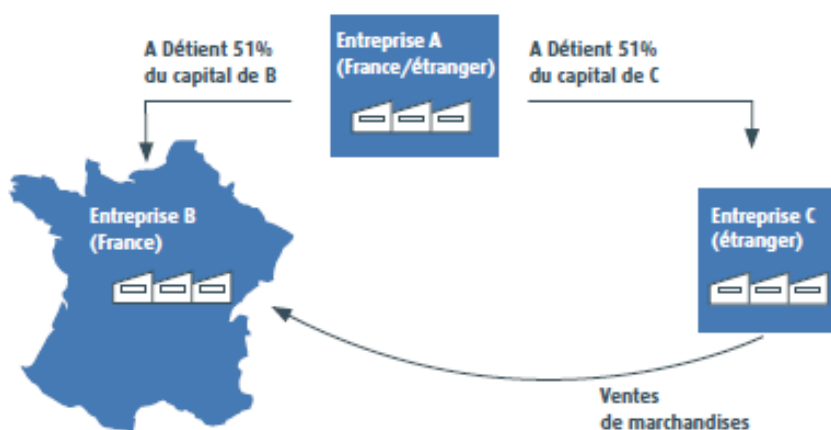 A Détient 51%
du capital de B
Entreprise A
(France/étranger)
A Détient 51%
du capital de C
Entreprise B
(France)
Entreprise C
(étranger)
Ventes
de marchandises